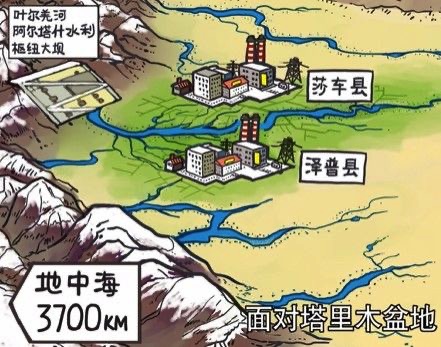 叶尔羌河
阿尔塔什水利
枢纽大坝
莎车县
泽普县
地中海
3700KM
面对塔里木盆地